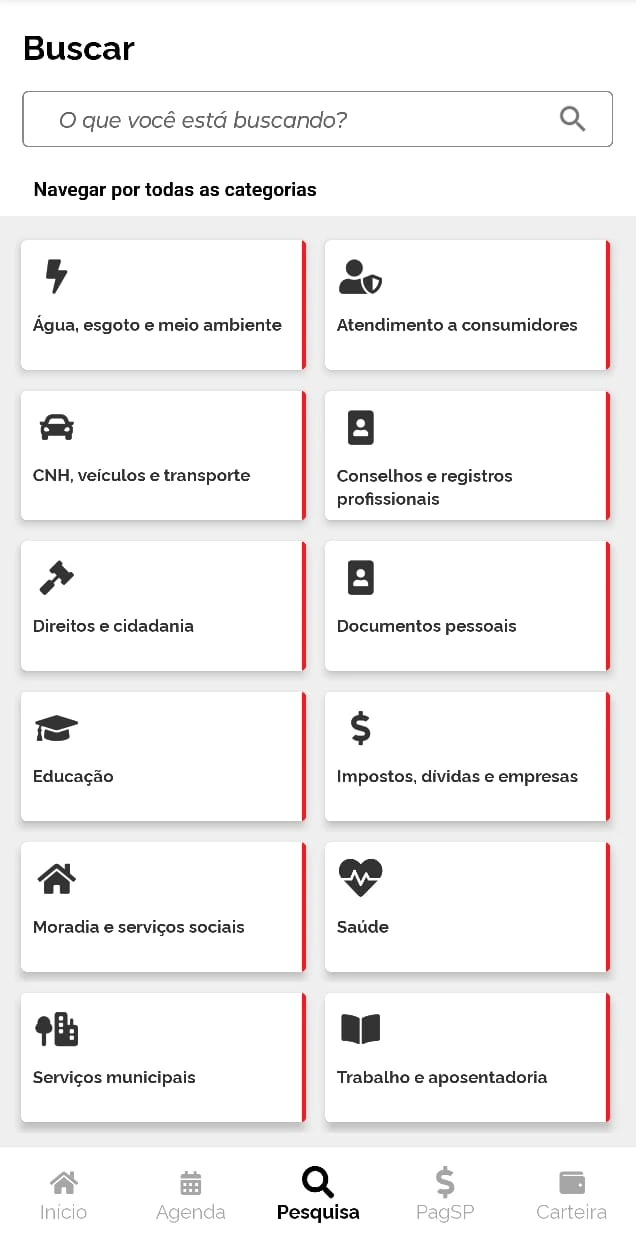 Buscar
O que você está buscando?
Navegar por todas as categorias
Água, esgoto e meio ambiente
Atendimento a consumidores
CNH, veículos e transporte
Conselhos e registros
profissionais
Direitos e cidadania
Documentos pessoais
Educação
Impostos, dívidas e empresas
Moradia e serviços sociais
Saúde
Serviços municipais
Trabalho e aposentadoria
Início
Agenda
Pesquisa
PagSP
Carteira